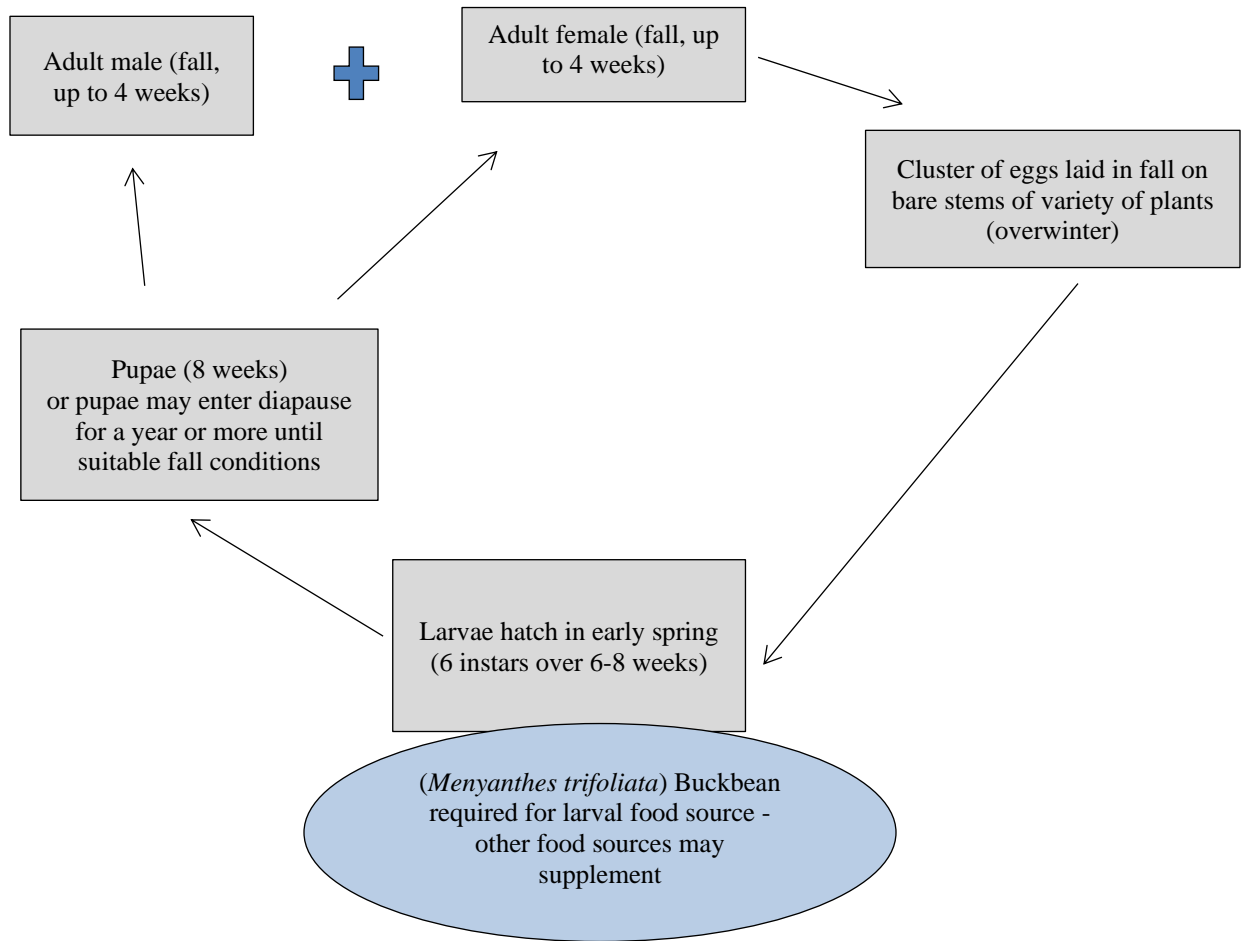 Adult male (fall,
up to 4 weeks)
Adult female (fall, up
to 4 weeks)
Cluster of eggs laid in fall on
bare stems of variety of plants
(overwinter)
Pupae (8 weeks)
or pupae may enter diapause
for a year or more until
suitable fall conditions
Larvae hatch in early spring
(6 instars over 6-8 weeks)
(Menyanthes trifoliata) Buckbean
required for larval food source -
other food sources may
supplement